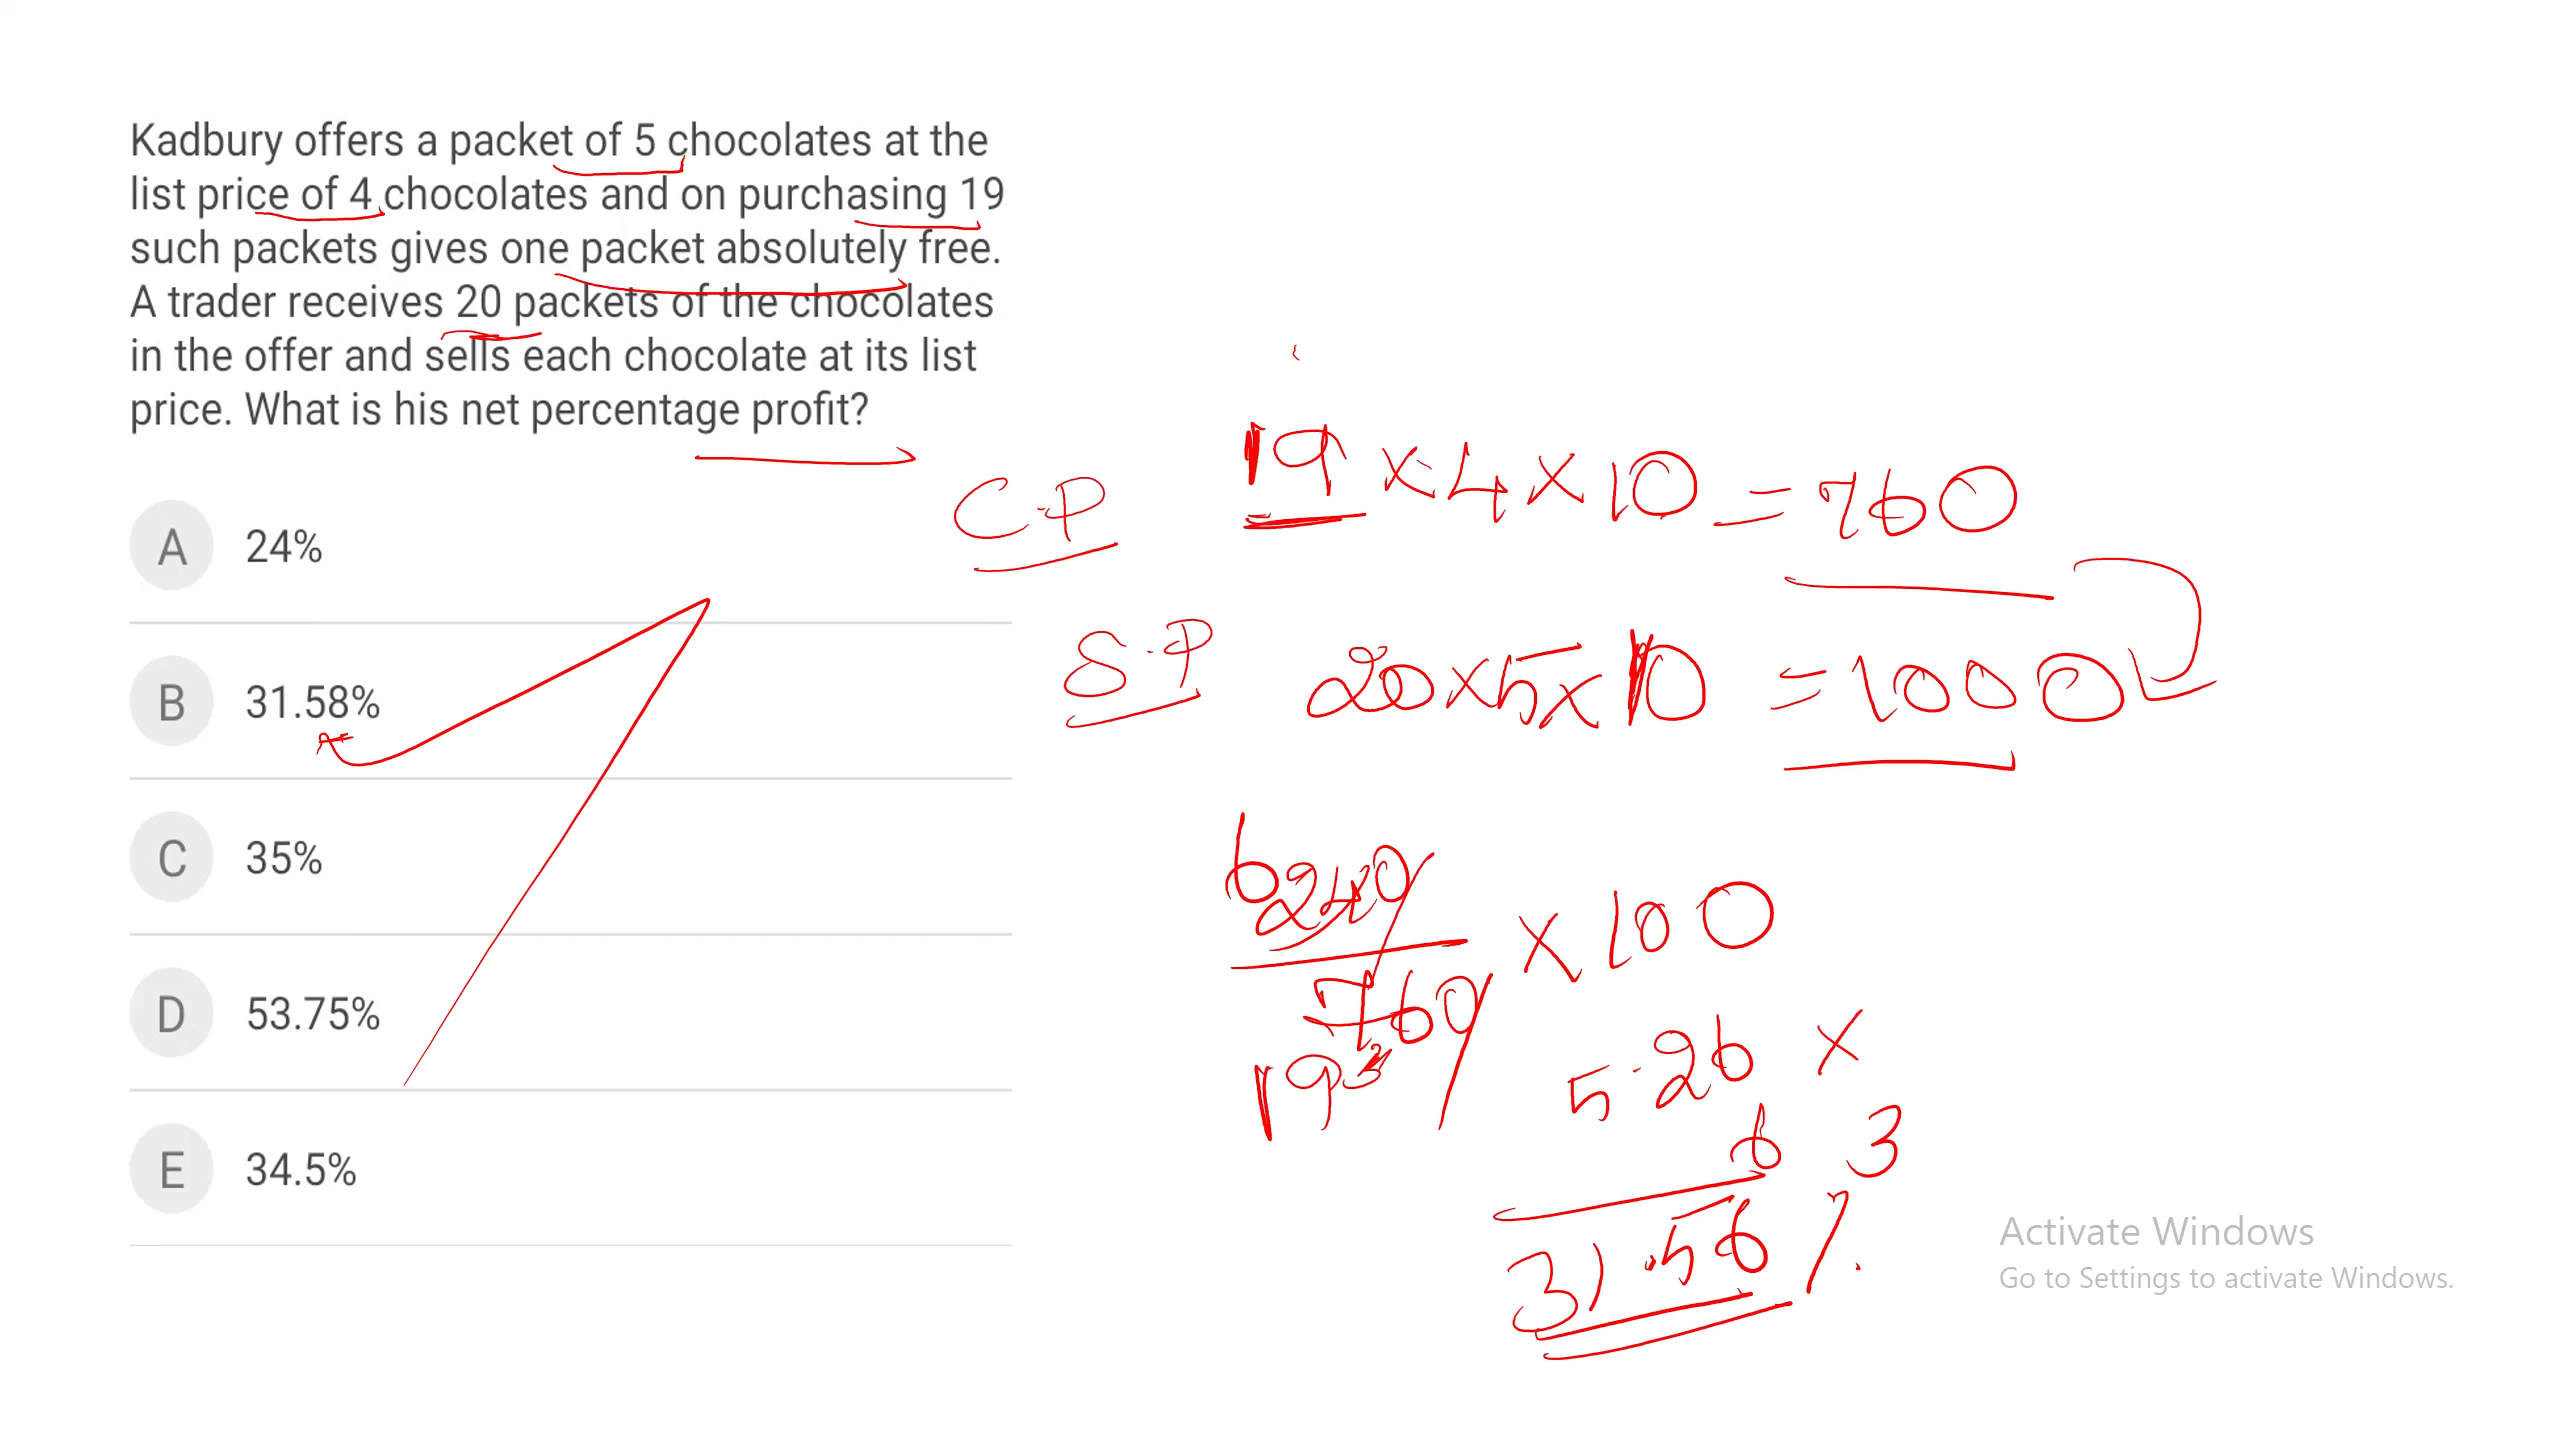 Kadbury offers a packet of 5 chocolates at the
list price of 4 chocolates and on purchasing 19
such packets gives one packet absolutely free.
A trader receives 20 packets of the chocolates
in the offer and sells each chocolate at its list
price. What is his net percentage profit?
A 24%
B 31.58%
C 35%
D 53.75%
E 34.5%
C.P 19 × 4 × 10 = 760
S.P 20 × 5 × 10 = 1000
6
240
760 × 100
19
5.26 ×
6 3
31.56 %.
Activate Windows
Go to Settings to activate Windows.